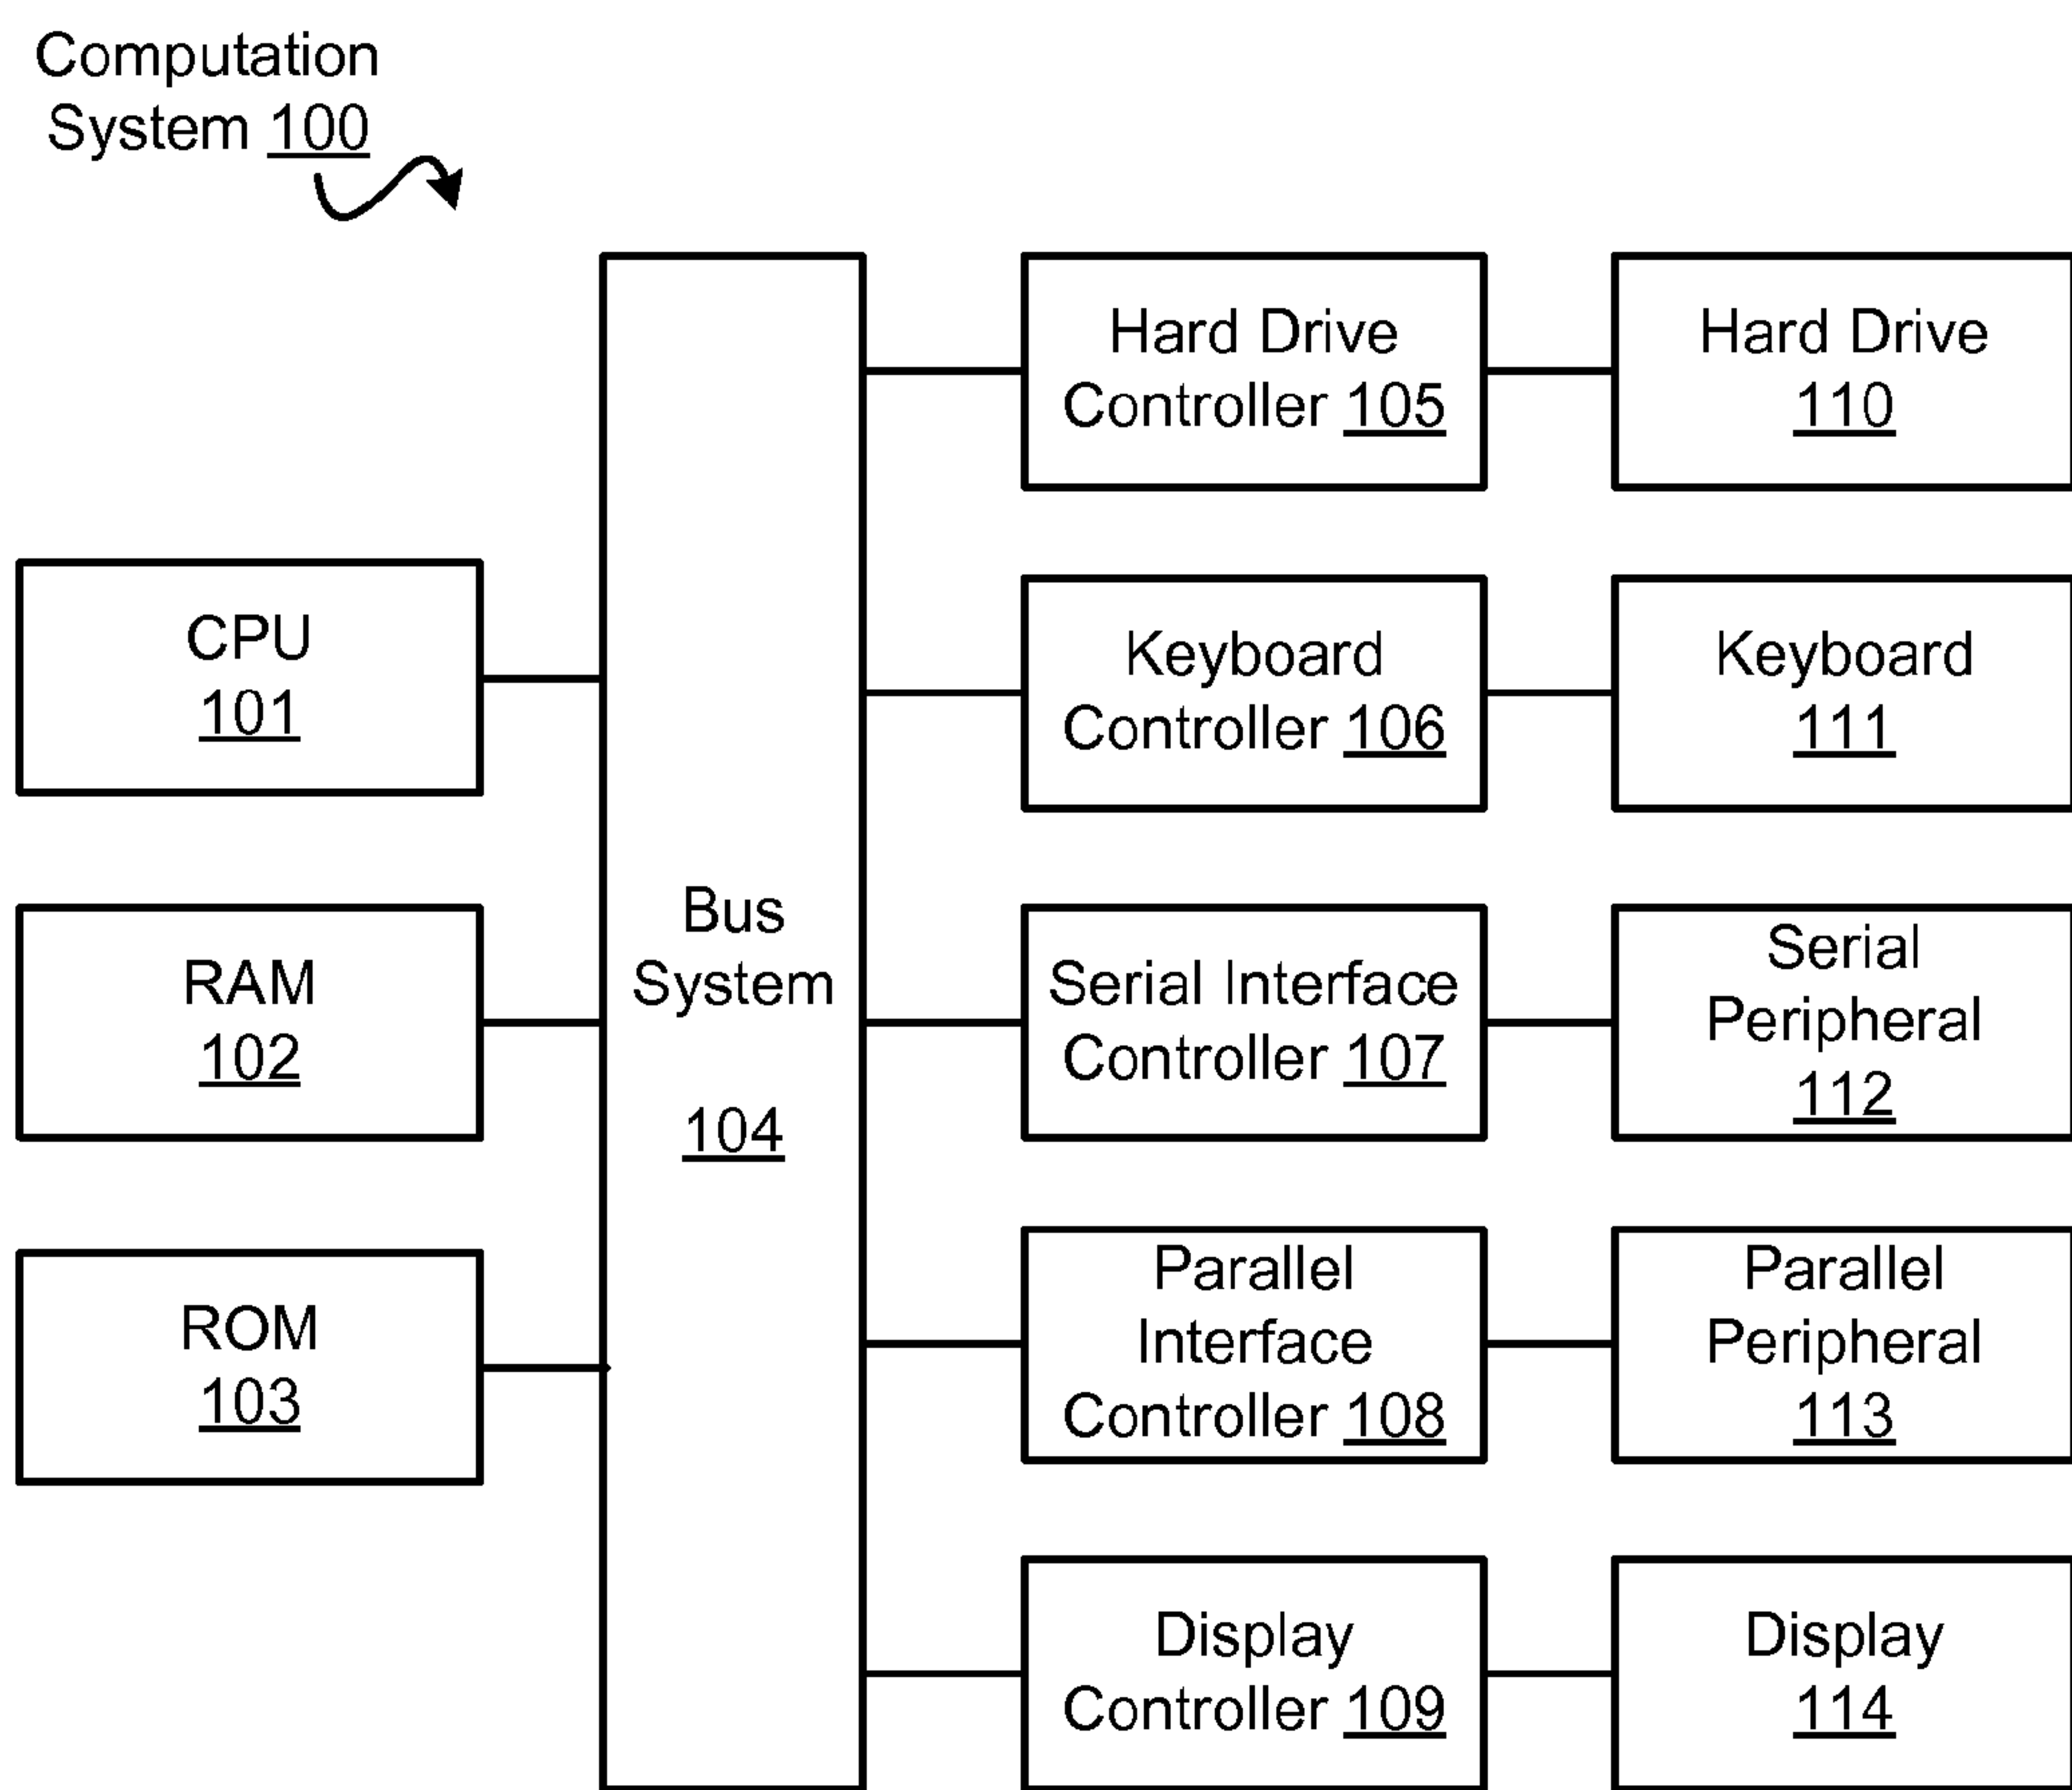 Computation
System 100
Hard Drive
Controller 105
Hard Drive
110
CPU
101
Keyboard
Controller 106
Keyboard
111
RAM
102
Bus
System
104
Serial Interface
Controller 107
Serial
Peripheral
112
ROM
103
Parallel
Interface
Controller 108
Parallel
Peripheral
113
Display
Controller 109
Display
114